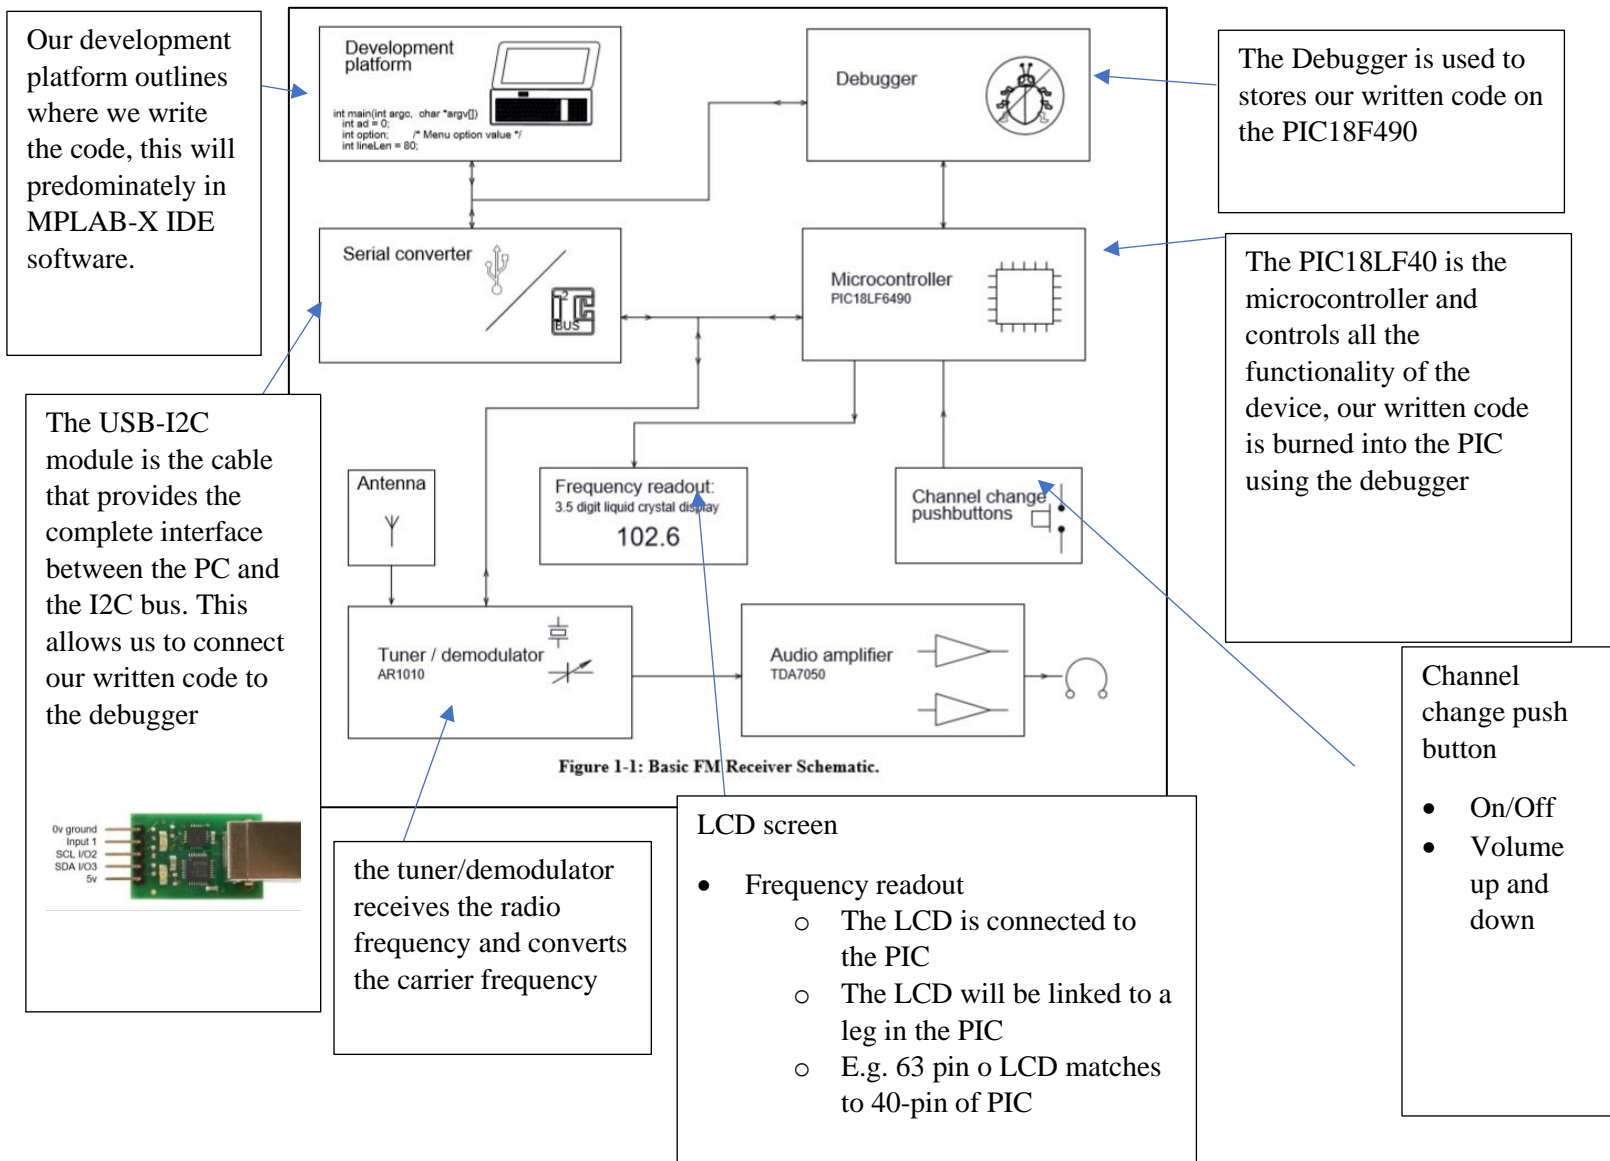 Our development
platform outlines
where we write
the code, this will
predominately in
MPLAB-X IDE
software.
Development
platform
int main(int argc, char *argv[])
int ad = 0;
int option; /* Menu option value */
int lineLen = 80;
Debugger
The Debugger is used to
stores our written code on
the PIC18F490
Serial converter
I2C
BUS
Microcontroller
PIC18LF6490
The PIC18LF40 is the
microcontroller and
controls all the
functionality of the
device, our written code
is burned into the PIC
using the debugger
The USB-I2C
module is the cable
that provides the
complete interface
between the PC and
the I2C bus. This
allows us to connect
our written code to
the debugger
0v ground
Input 1
SCL I/O2
SDA I/O3
5v
Antenna
Frequency readout:
3.5 digit liquid crystal display
102.6
Channel change
pushbuttons
Tuner / demodulator
AR1010
Audio amplifier
TDA7050
Figure 1-1: Basic FM Receiver Schematic.
the tuner/demodulator
receives the radio
frequency and converts
the carrier frequency
LCD screen
• Frequency readout
o The LCD is connected to
the PIC
o The LCD will be linked to a
leg in the PIC
o E.g. 63 pin o LCD matches
to 40-pin of PIC
Channel
change push
button
• On/Off
• Volume
up and
down